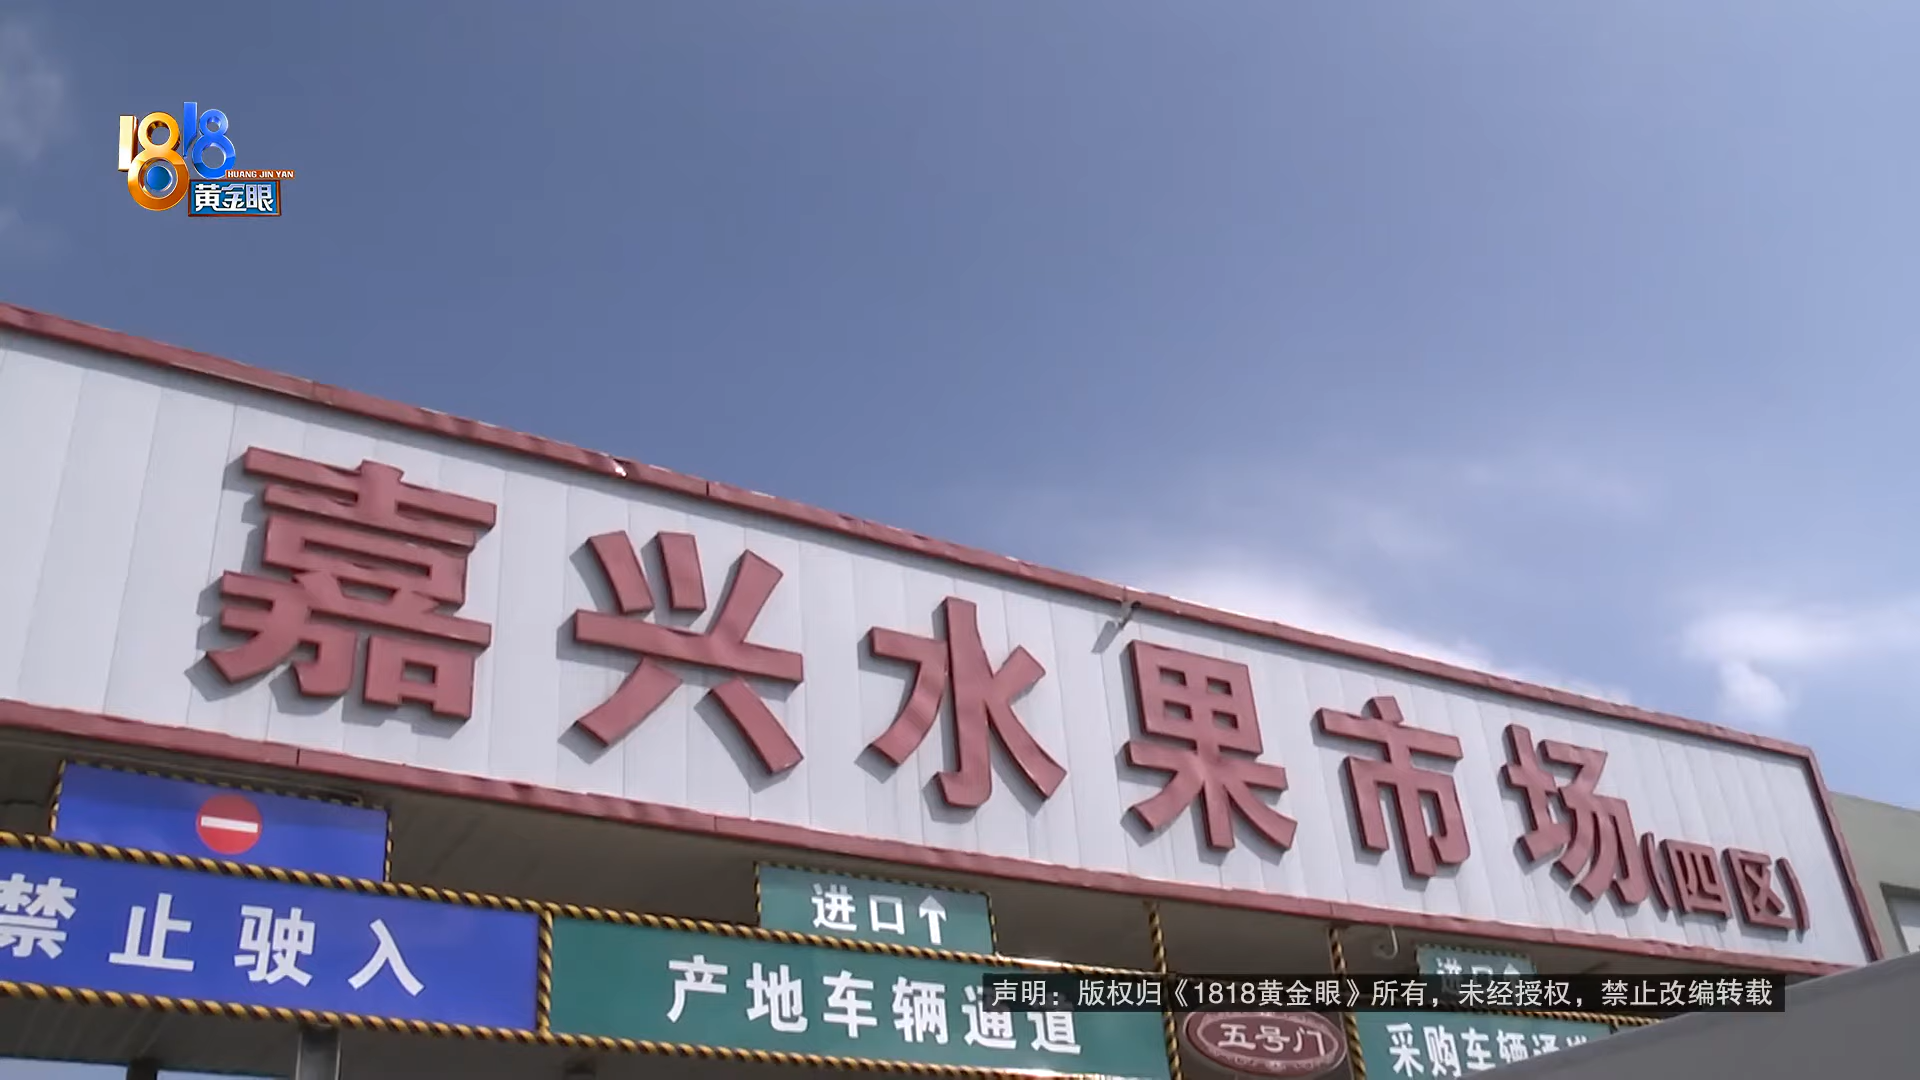 1818
HUANG JIN YAN
黄金眼
嘉兴水果市场(四区)
禁止驶入
进口↑
产地车辆通道
进口↑
声明：版权归《1818黄金眼》所有，未经授权，禁止改编转载
五号门
采购车辆通